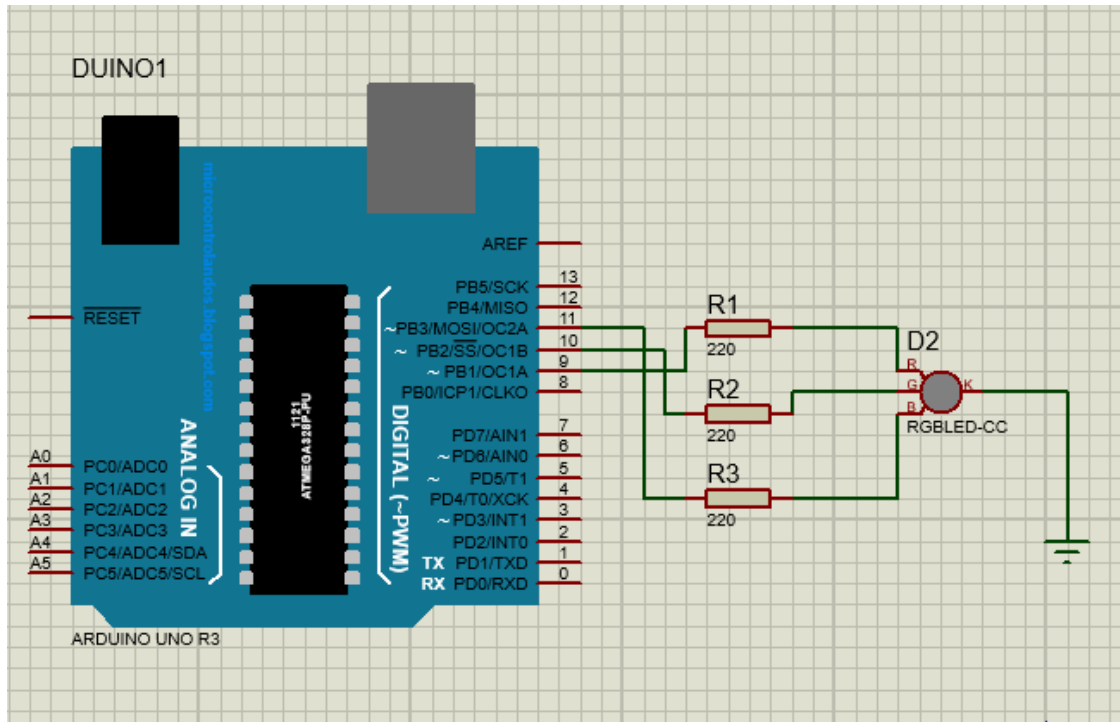 DUINO1
microcontrolandos.blogspot.com
AREF
PB5/SCK 13
PB4/MISO 12
~PB3/MOSI/OC2A 11
~ PB2/SS/OC1B 10
~ PB1/OC1A 9
PB0/ICP1/CLKO 8
PD7/AIN1 7
~PD6/AIN0 6
~ PD5/T1 5
PD4/T0/XCK 4
~PD3/INT1 3
PD2/INT0 2
TX PD1/TXD 1
RX PD0/RXD 0
RESET
A0 PC0/ADC0
A1 PC1/ADC1
A2 PC2/ADC2
A3 PC3/ADC3
A4 PC4/ADC4/SDA
A5 PC5/ADC5/SCL
ANALOG IN
1121
ATMEGA328P-PU
DIGITAL (~PWM)
ARDUINO UNO R3
R1
220
R2
220
R3
220
D2
R
G
B
K
RGBLED-CC